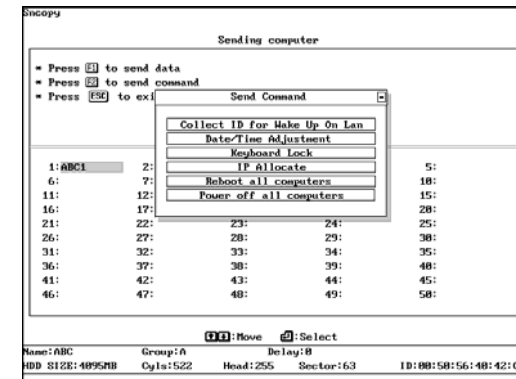 Sncopy
Sending computer
* Press F1 to send data
* Press F2 to send command
* Press ESC to exi
Send Command
Collect ID for Wake Up On Lan
Date/Time Adjustment
Keyboard Lock
IP Allocate
Reboot all computers
Power off all computers
1:ABC1 2: 5:
6: 7: 10:
11: 12: 15:
16: 17: 20:
21: 22: 23: 24: 25:
26: 27: 28: 29: 30:
31: 32: 33: 34: 35:
36: 37: 38: 39: 40:
41: 42: 43: 44: 45:
46: 47: 48: 49: 50:
:Move :Select
Name:ABC Group:A Delay:0
HDD SIZE:4095MB Cyls:522 Head:255 Sector:63 ID:00:50:56:40:42: